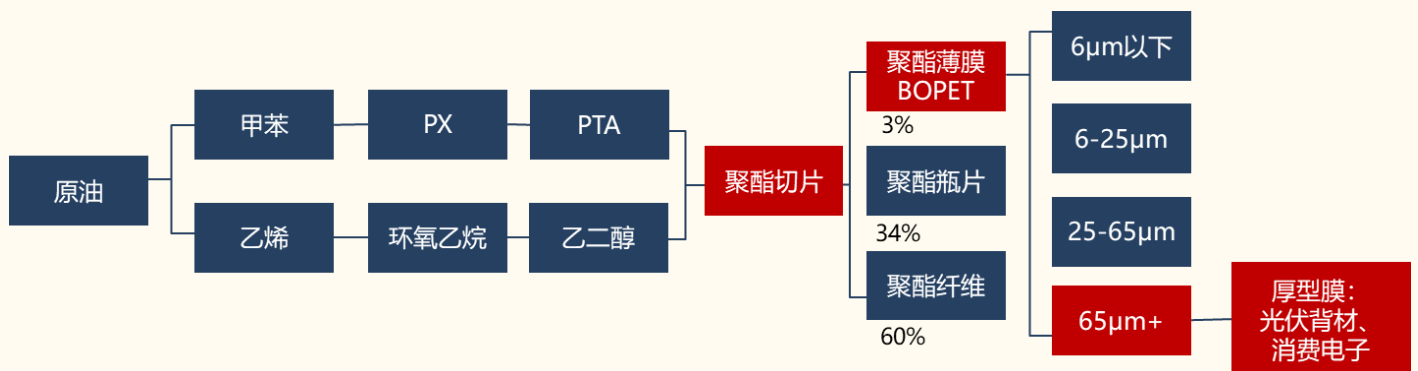 原油
甲苯
PX
PTA
乙烯
环氧乙烷
乙二醇
聚酯切片
聚酯薄膜
BOPET
3%
聚酯瓶片
34%
聚酯纤维
60%
6μm以下
6-25μm
25-65μm
65μm+
厚型膜：
光伏背材、
消费电子